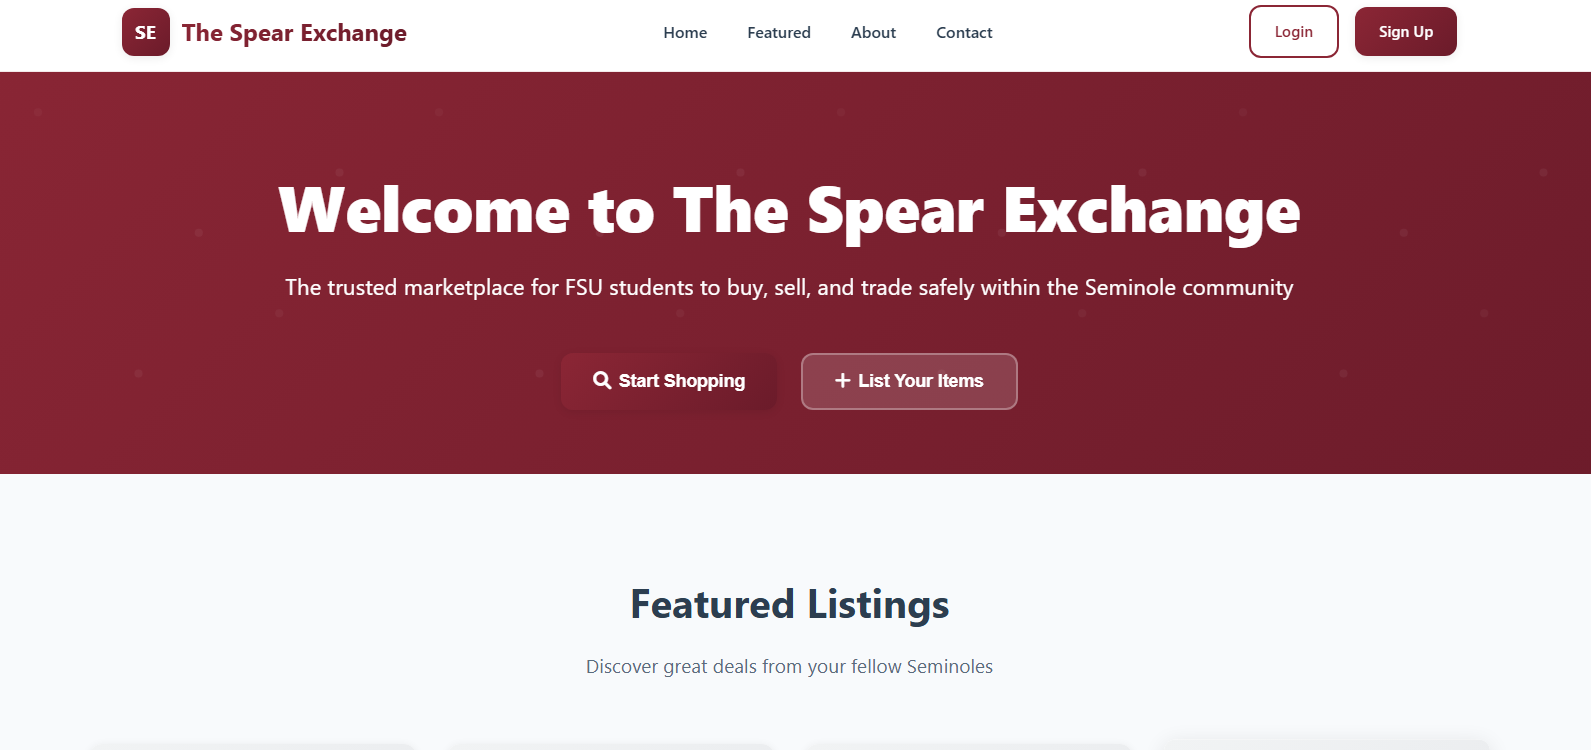 SE The Spear Exchange Home Featured About Contact Login Sign Up
Welcome to The Spear Exchange
The trusted marketplace for FSU students to buy, sell, and trade safely within the Seminole community
Start Shopping List Your Items
Featured Listings
Discover great deals from your fellow Seminoles